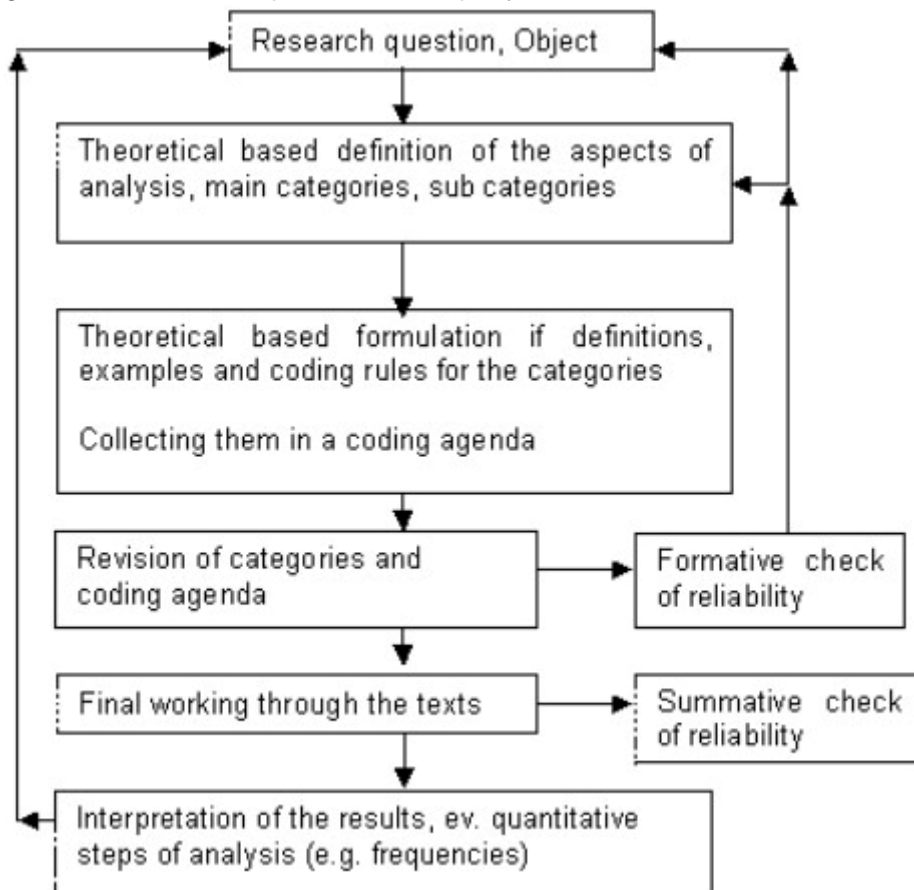 Research question, Object
Theoretical based definition of the aspects of
analysis, main categories, sub categories
Theoretical based formulation if definitions,
examples and coding rules for the categories
Collecting them in a coding agenda
Revision of categories and
coding agenda
Formative check
of reliability
Final working through the texts
Summative check
of reliability
Interpretation of the results, ev. quantitative
steps of analysis (e.g. frequencies)